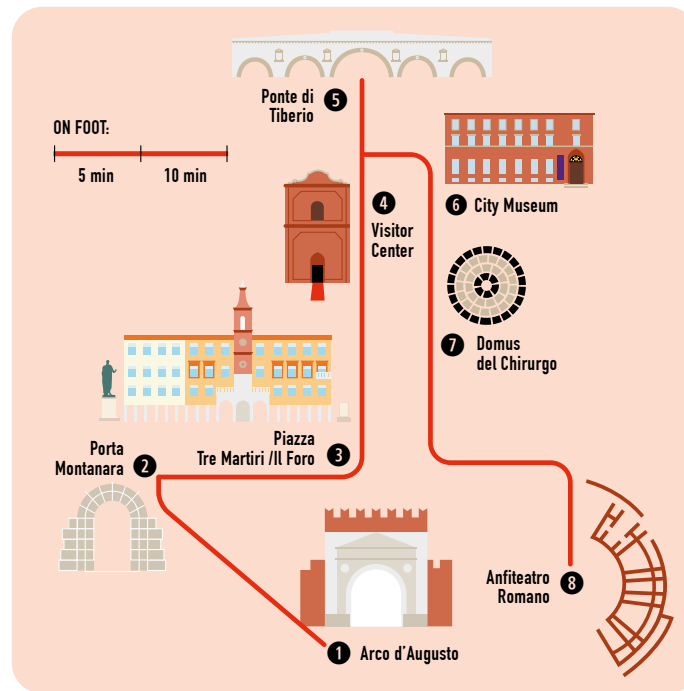 Ponte di
Tiberio
5
ON FOOT:
5 min
10 min
4
Visitor
Center
6 City Museum
7 Domus
del Chirurgo
Piazza
Tre Martiri /Il Foro
3
Porta
Montanara
2
Anfiteatro
Romano
8
1 Arco d'Augusto